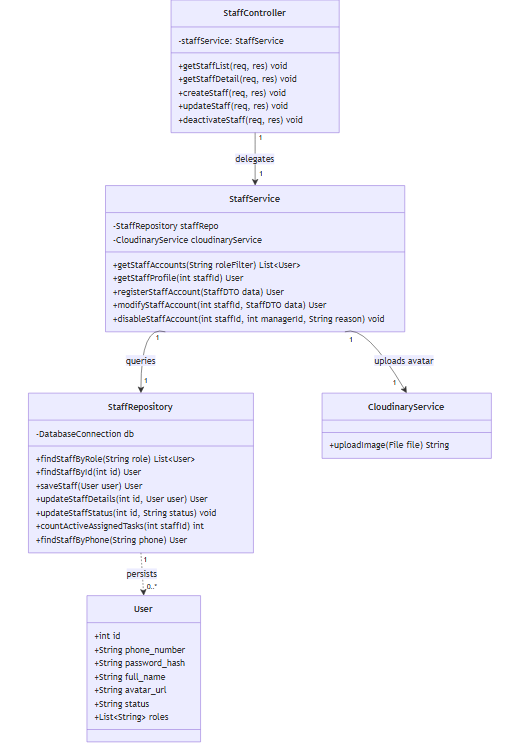 StaffController
-staffService: StaffService
+getStaffList(req, res) void
+getStaffDetail(req, res) void
+createStaff(req, res) void
+updateStaff(req, res) void
+deactivateStaff(req, res) void
1
delegates
1
StaffService
-StaffRepository staffRepo
-CloudinaryService cloudinaryService
+getStaffAccounts(String roleFilter) List<User>
+getStaffProfile(int staffId) User
+registerStaffAccount(StaffDTO data) User
+modifyStaffAccount(int staffId, StaffDTO data) User
+disableStaffAccount(int staffId, int managerId, String reason) void
1
1
queries
uploads avatar
1
1
StaffRepository
-DatabaseConnection db
+findStaffByRole(String role) List<User>
+findStaffById(int id) User
+saveStaff(User user) User
+updateStaffDetails(int id, User user) User
+updateStaffStatus(int id, String status) void
+countActiveAssignedTasks(int staffId) int
+findStaffByPhone(String phone) User
CloudinaryService
+uploadImage(File file) String
1
persists
0..*
User
+int id
+String phone_number
+String password_hash
+String full_name
+String avatar_url
+String status
+List<String> roles